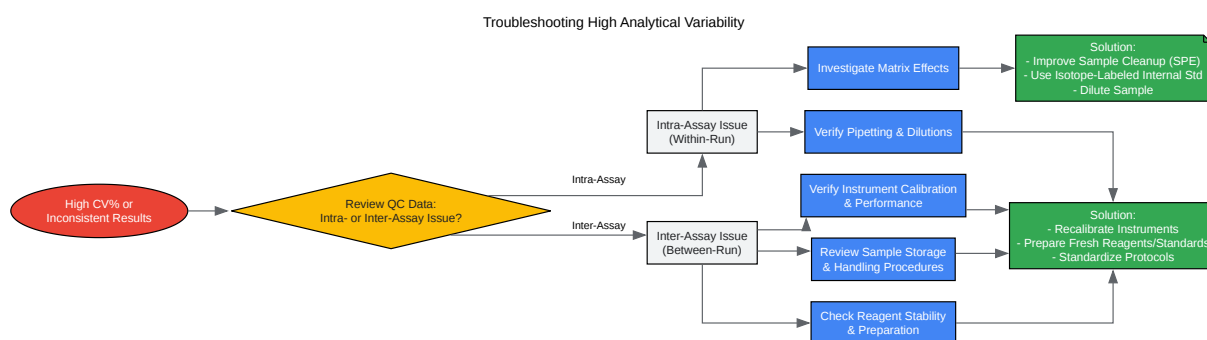 Troubleshooting High Analytical Variability
High CV% or
Inconsistent Results
Review QC Data:
Intra- or Inter-Assay Issue?
Intra-Assay
Inter-Assay
Intra-Assay Issue
(Within-Run)
Inter-Assay Issue
(Between-Run)
Investigate Matrix Effects
Verify Pipetting & Dilutions
Verify Instrument Calibration
& Performance
Review Sample Storage
& Handling Procedures
Check Reagent Stability
& Preparation
Solution:
- Improve Sample Cleanup (SPE)
- Use Isotope-Labeled Internal Std
- Dilute Sample
Solution:
- Recalibrate Instruments
- Prepare Fresh Reagents/Standards
- Standardize Protocols